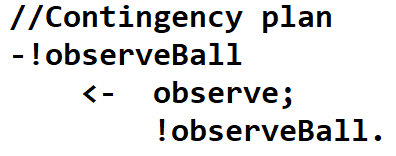 //Contingency plan
-!observeBall
<- observe;
!observeBall.